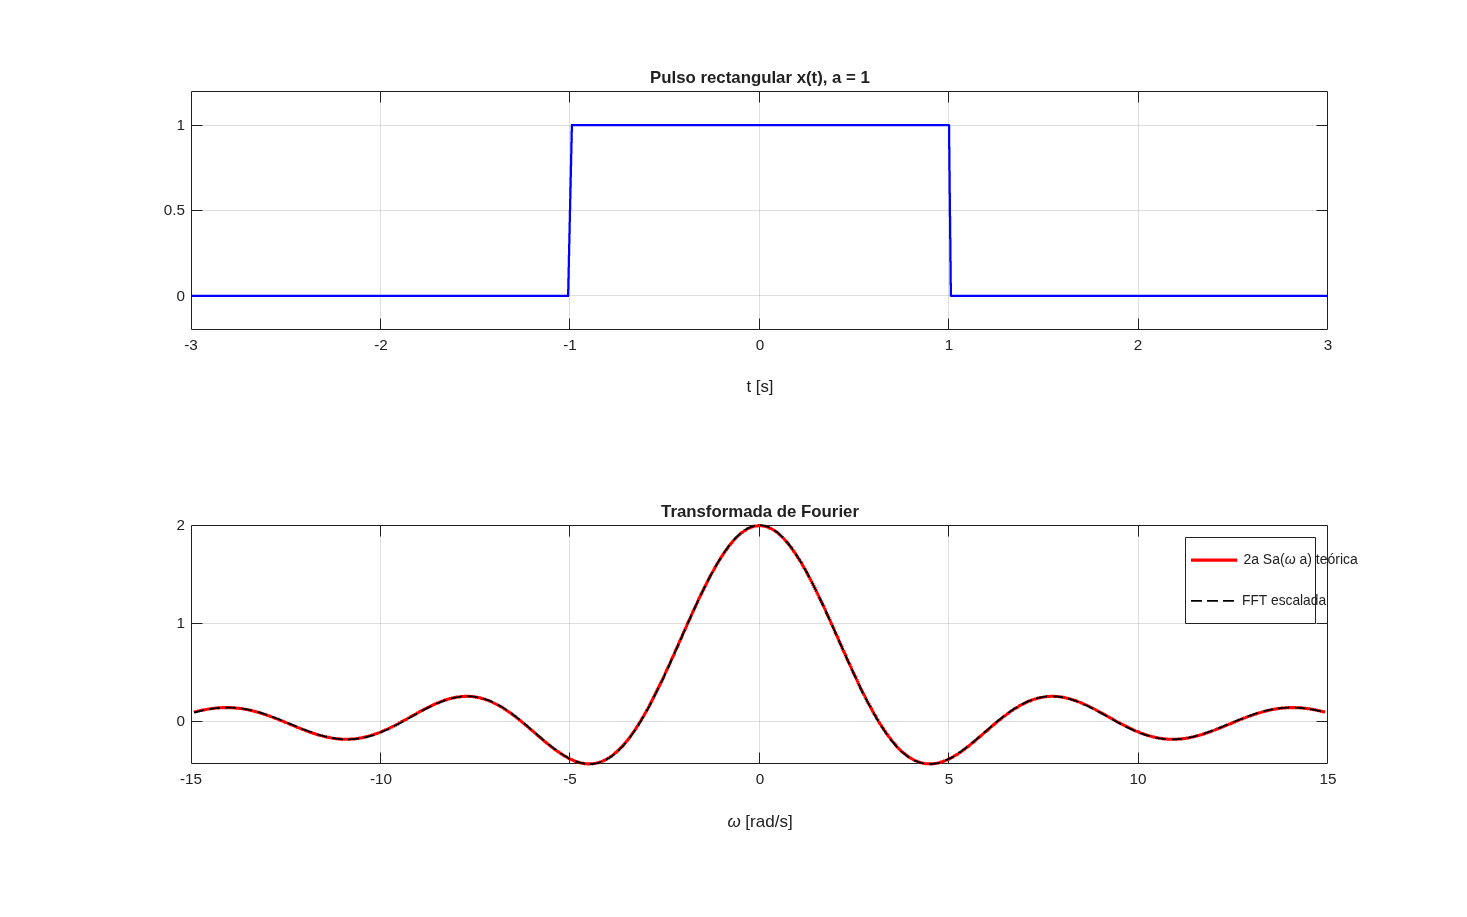 Pulso rectangular x(t), a = 1
1
0.5
0
-3 -2 -1 0 1 2 3
t [s]
Transformada de Fourier
2
1
0
2a Sa(ω a) teórica
FFT escalada
-15 -10 -5 0 5 10 15
ω [rad/s]